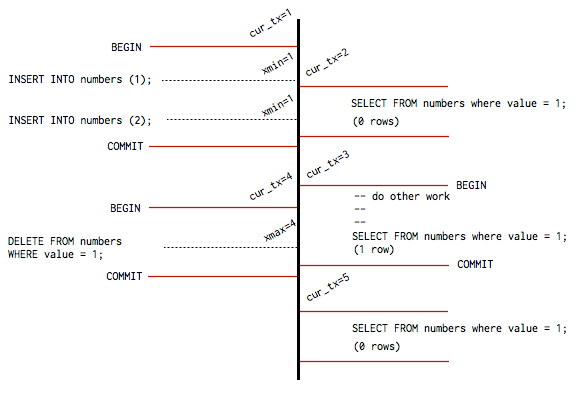 cur_tx=1
BEGIN
xmin=1
cur_tx=2
INSERT INTO numbers (1);
xmin=1
SELECT FROM numbers where value = 1;
INSERT INTO numbers (2);
(0 rows)
COMMIT
cur_tx=3
cur_tx=4
BEGIN
-- do other work
BEGIN
--
--
xmax=4
SELECT FROM numbers where value = 1;
DELETE FROM numbers
(1 row)
WHERE value = 1;
COMMIT
COMMIT
cur_tx=5
SELECT FROM numbers where value = 1;
(0 rows)